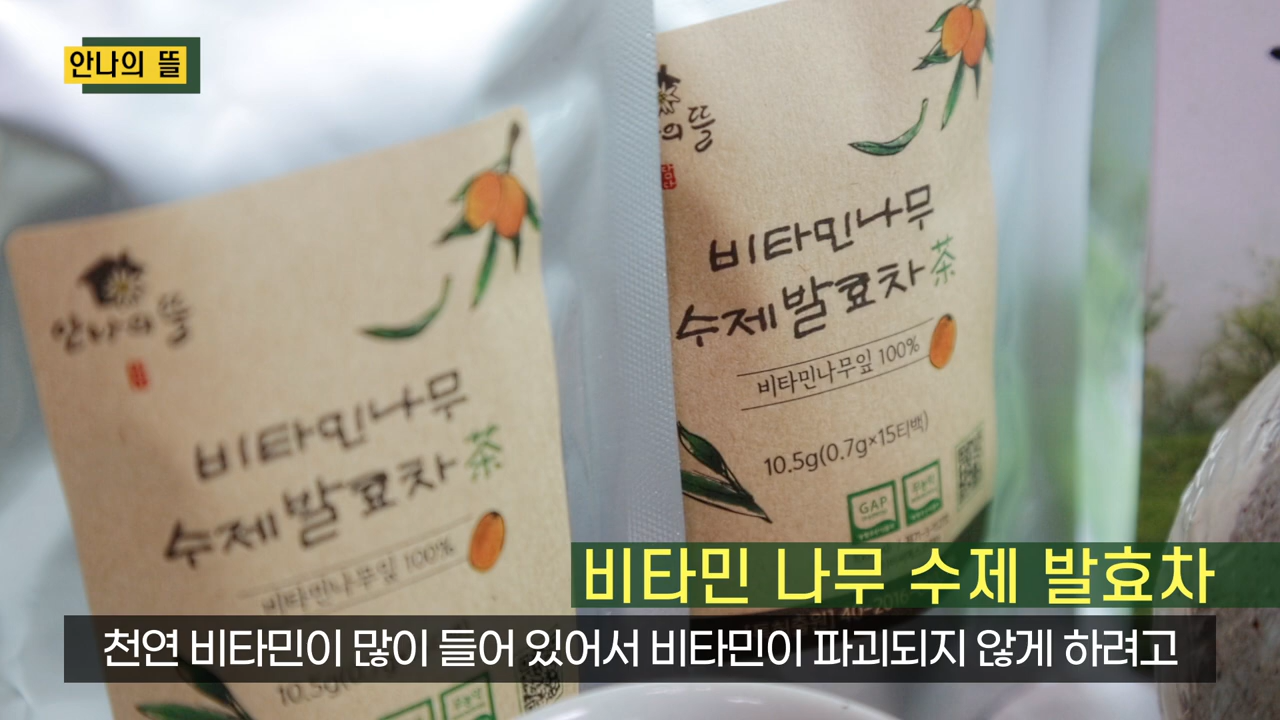 안나의 뜰
의뜰
비타민나무
수제발효차 茶
비타민나무잎 100%
10.5g(0.7g×15티백)
GAP
무농약
안나의뜰
비타민나무
수제발효차 茶
비타민나무잎 100%
비타민 나무 수제 발효차
천연 비타민이 많이 들어 있어서 비타민이 파괴되지 않게 하려고